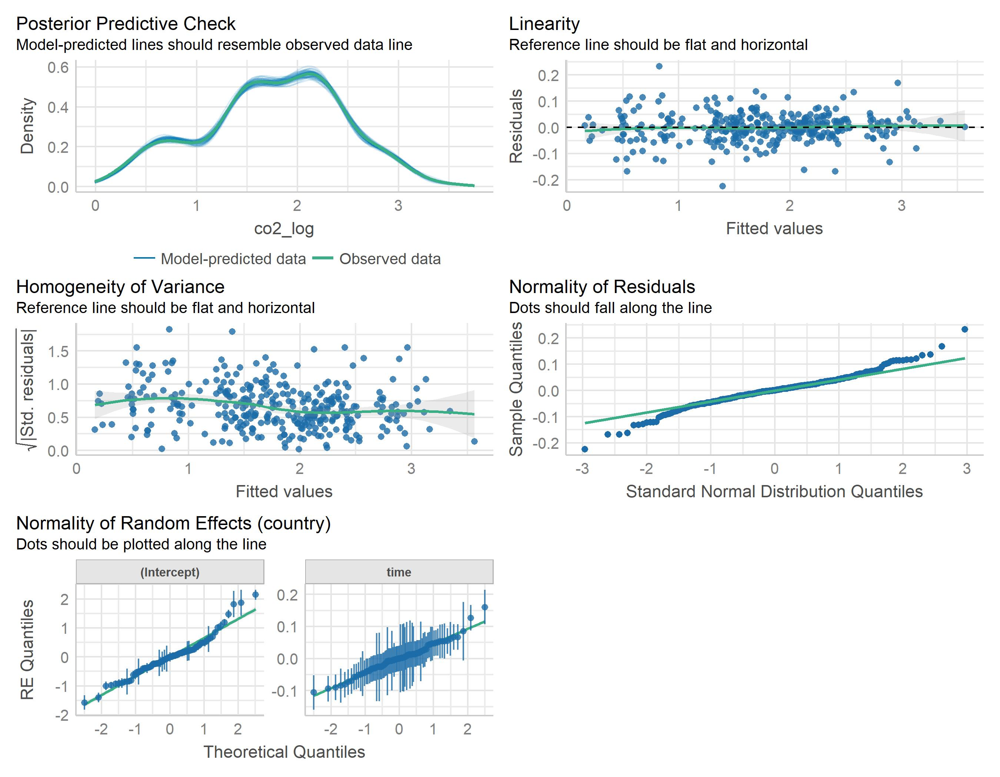 Posterior Predictive Check
Model-predicted lines should resemble observed data line
Density
0.6
0.4
0.2
0.0
0 1 2 3
co2_log
Model-predicted data Observed data
Linearity
Reference line should be flat and horizontal
Residuals
0.2
0.1
0.0
-0.1
-0.2
0 1 2 3
Fitted values
Homogeneity of Variance
Reference line should be flat and horizontal
√|Std. residuals|
1.5
1.0
0.5
0.0
0 1 2 3
Fitted values
Normality of Residuals
Dots should fall along the line
Sample Quantiles
0.2
0.1
0.0
-0.1
-0.2
-3 -2 -1 0 1 2 3
Standard Normal Distribution Quantiles
Normality of Random Effects (country)
Dots should be plotted along the line
RE Quantiles
(Intercept)
2
1
0
-1
-2
-2 -1 0 1 2
time
0.2
0.1
0.0
-0.1
-2 -1 0 1 2
Theoretical Quantiles